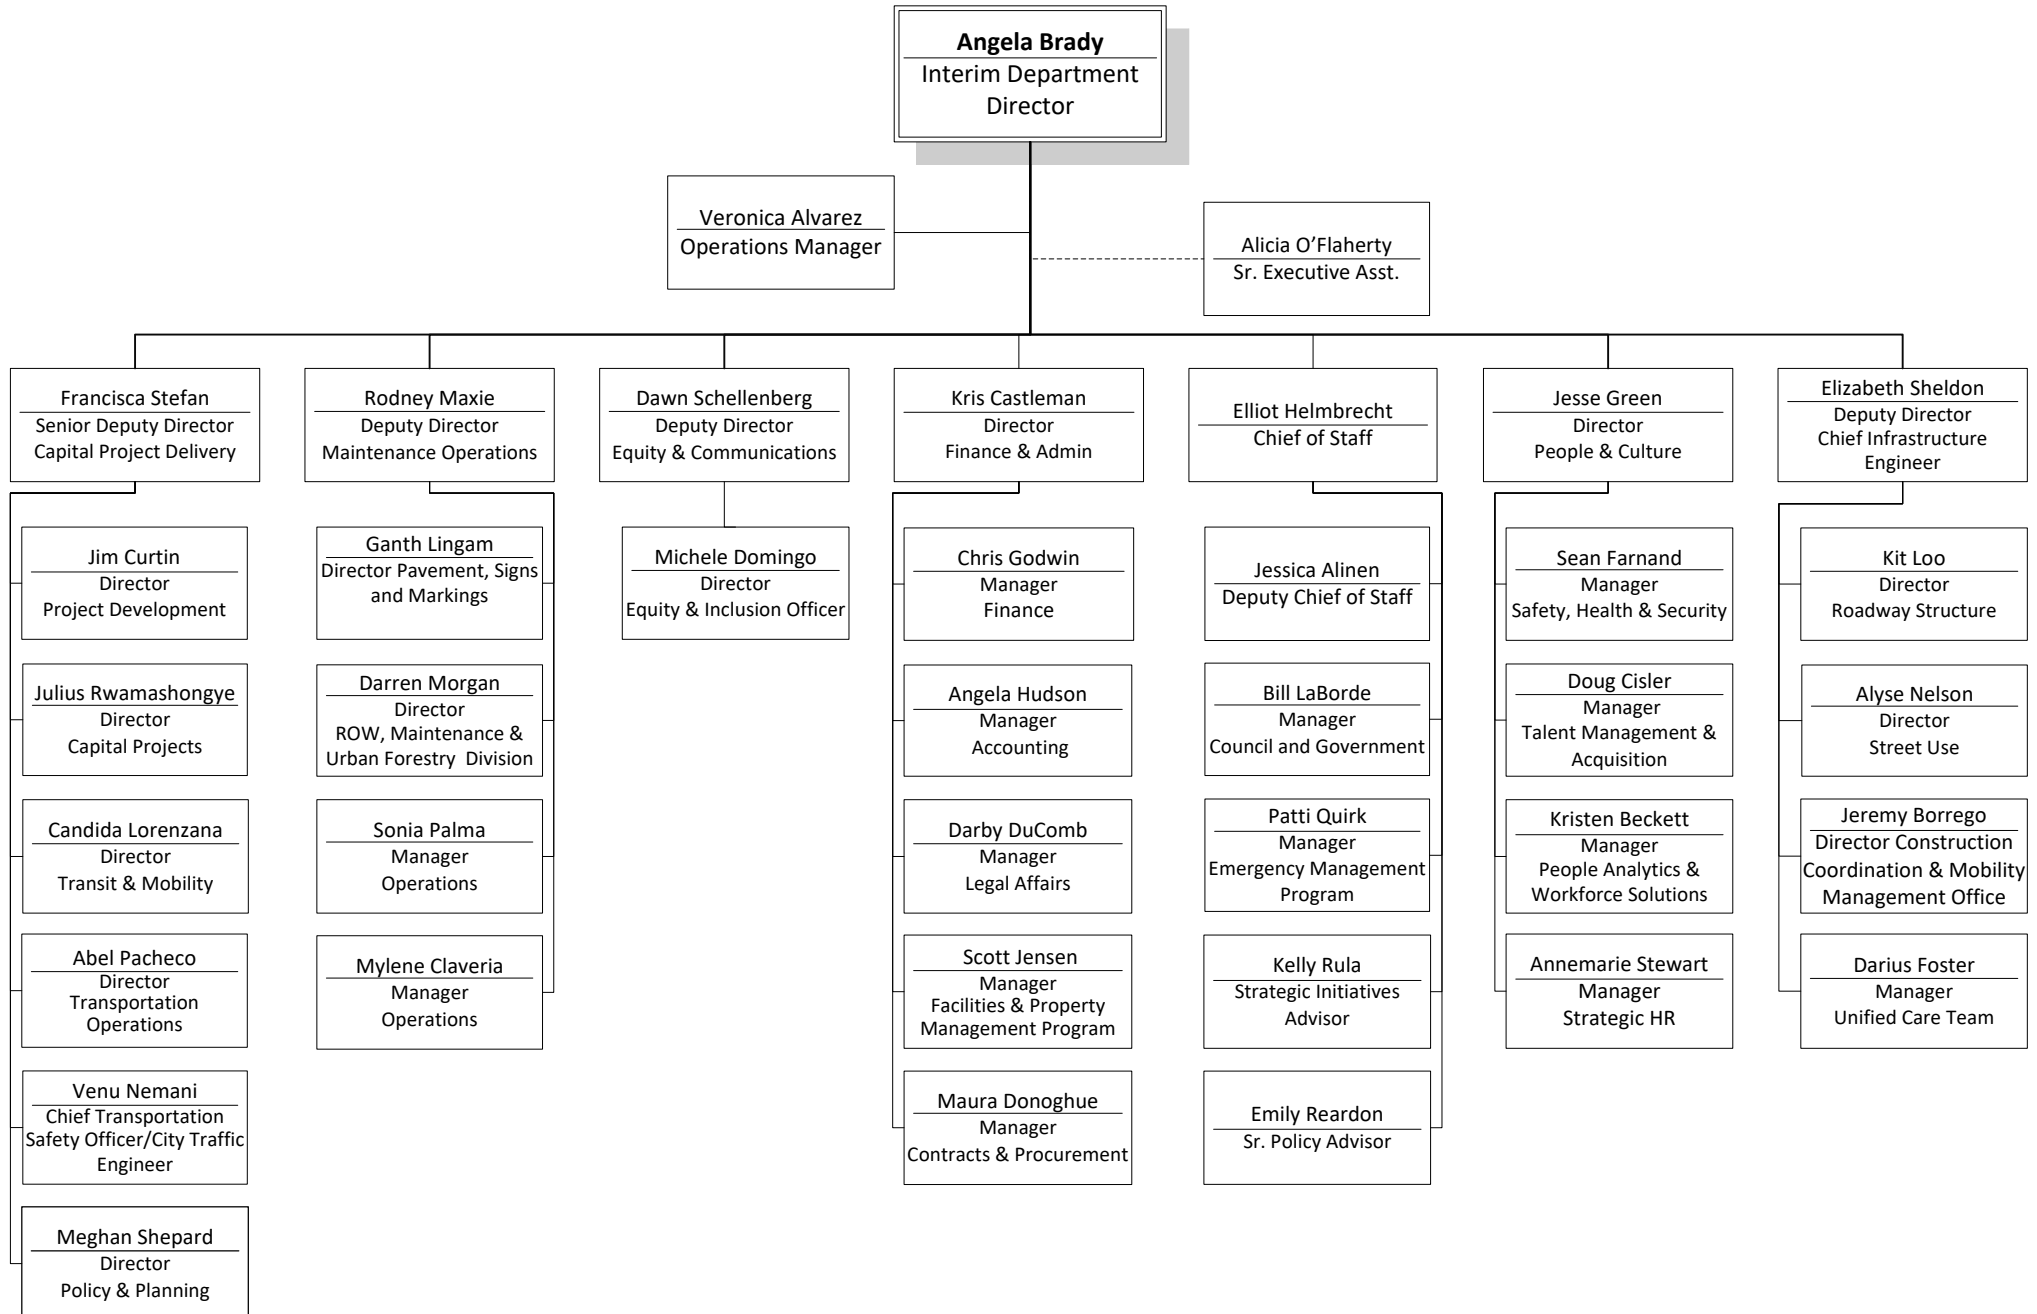 Angela Brady
Interim Department
Director
Veronica Alvarez
Operations Manager
Alicia O’Flaherty
Sr. Executive Asst.
Francisca Stefan
Senior Deputy Director
Capital Project Delivery
Rodney Maxie
Deputy Director
Maintenance Operations
Dawn Schellenberg
Deputy Director
Equity & Communications
Kris Castleman
Director
Finance & Admin
Elliot Helmbrecht
Chief of Staff
Jesse Green
Director
People & Culture
Elizabeth Sheldon
Deputy Director
Chief Infrastructure
Engineer
Jim Curtin
Director
Project Development
Julius Rwamashongye
Director
Capital Projects
Candida Lorenzana
Director
Transit & Mobility
Abel Pacheco
Director
Transportation
Operations
Venu Nemani
Chief Transportation
Safety Officer/City Traffic
Engineer
Meghan Shepard
Director
Policy & Planning
Ganth Lingam
Director Pavement, Signs
and Markings
Darren Morgan
Director
ROW, Maintenance &
Urban Forestry Division
Sonia Palma
Manager
Operations
Mylene Claveria
Manager
Operations
Michele Domingo
Director
Equity & Inclusion Officer
Chris Godwin
Manager
Finance
Angela Hudson
Manager
Accounting
Darby DuComb
Manager
Legal Affairs
Scott Jensen
Manager
Facilities & Property
Management Program
Maura Donoghue
Manager
Contracts & Procurement
Jessica Alinen
Deputy Chief of Staff
Bill LaBorde
Manager
Council and Government
Patti Quirk
Manager
Emergency Management
Program
Kelly Rula
Strategic Initiatives
Advisor
Emily Reardon
Sr. Policy Advisor
Sean Farnand
Manager
Safety, Health & Security
Doug Cisler
Manager
Talent Management &
Acquisition
Kristen Beckett
Manager
People Analytics &
Workforce Solutions
Annemarie Stewart
Manager
Strategic HR
Kit Loo
Director
Roadway Structure
Alyse Nelson
Director
Street Use
Jeremy Borrego
Director Construction
Coordination & Mobility
Management Office
Darius Foster
Manager
Unified Care Team